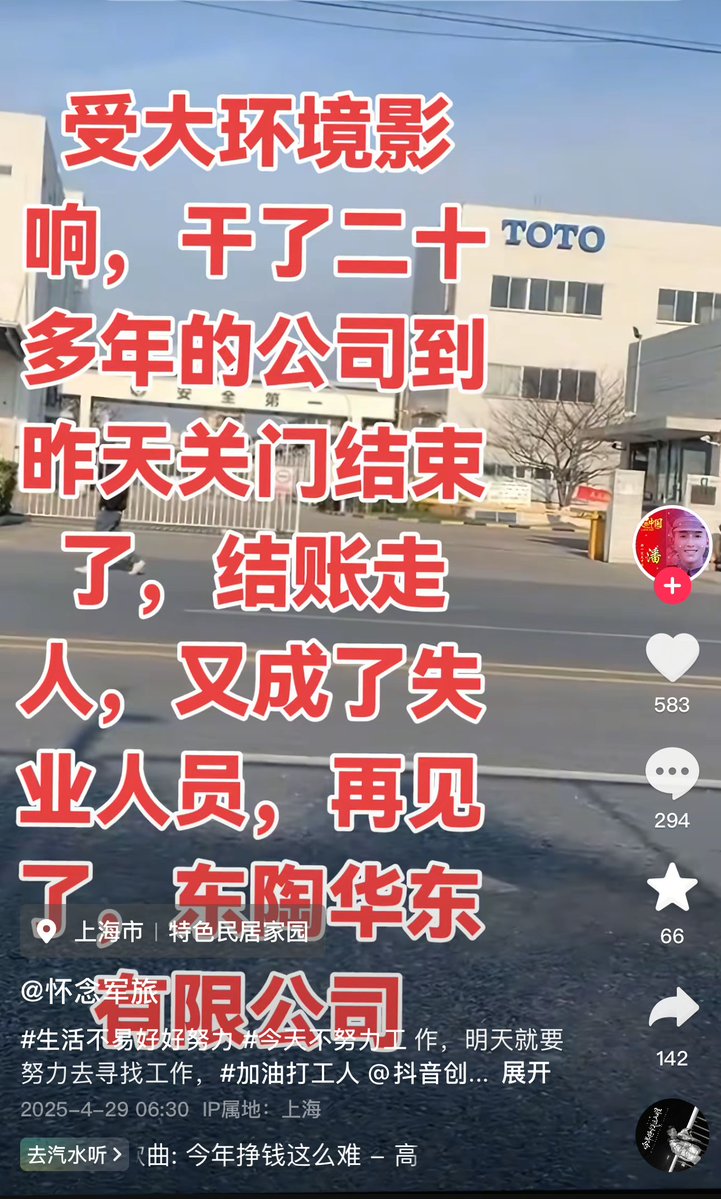 受大环境影
响，干了二十
多年的公司到
昨天关门结束
了，结账走
人，又成了失
业人员，再见
了，东陶华东
有限公司
TOTO
安全第一
583
294
66
142
上海市 | 特色民居家园
@怀念军旅
#生活不易好好努力 #今天不努力工 作，明天就要
努力去寻找工作，#加油打工人 @抖音创... 展开
2025-4-29 06:30 IP属地：上海
去汽水听 >
曲: 今年挣钱这么难 – 高